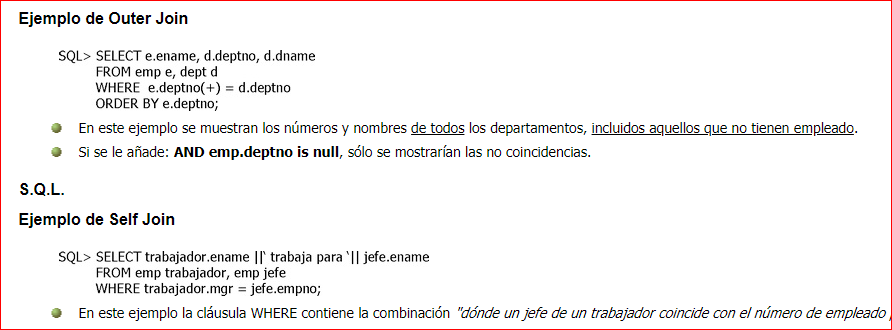 Ejemplo de Outer Join
SQL> SELECT e.ename, d.deptno, d.dname
FROM emp e, dept d
WHERE e.deptno(+) = d.deptno
ORDER BY e.deptno;
En este ejemplo se muestran los números y nombres de todos los departamentos, incluidos aquellos que no tienen empleado.
Si se le añade: AND emp.deptno is null, sólo se mostrarían las no coincidencias.
S.Q.L.
Ejemplo de Self Join
SQL> SELECT trabajador.ename ||‘ trabaja para ‘|| jefe.ename
FROM emp trabajador, emp jefe
WHERE trabajador.mgr = jefe.empno;
En este ejemplo la cláusula WHERE contiene la combinación "dónde un jefe de un trabajador coincide con el número de empleado